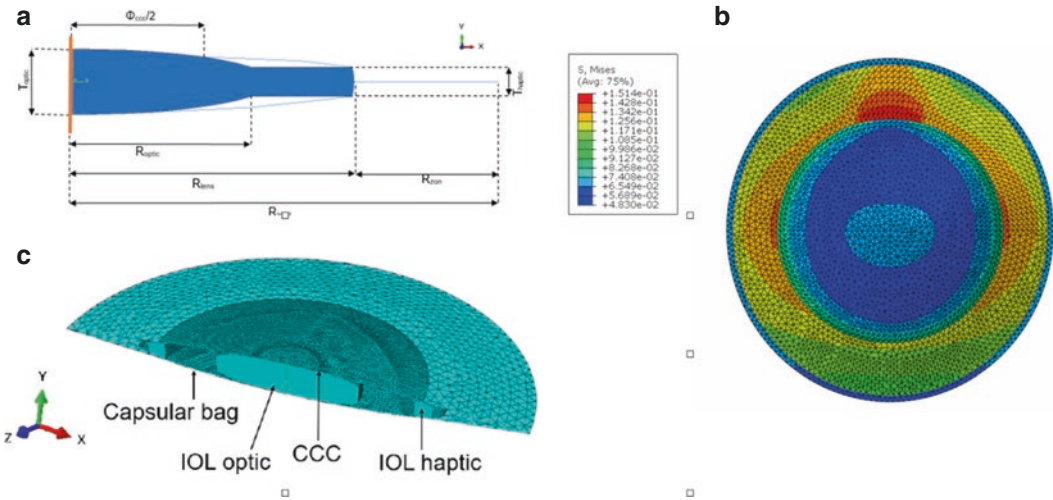 a
Φccc/2
Y
X
Toptic
Thaptic
Roptic
Rlens
Rzon
b
S, Mises
(Avg: 75%)
+1.514e-01
+1.428e-01
+1.342e-01
+1.256e-01
+1.171e-01
+1.085e-01
+9.986e-02
+9.127e-02
+8.268e-02
+7.408e-02
+6.549e-02
+5.689e-02
+4.830e-02
c
Y
Z
X
Capsular bag
IOL optic
CCC
IOL haptic